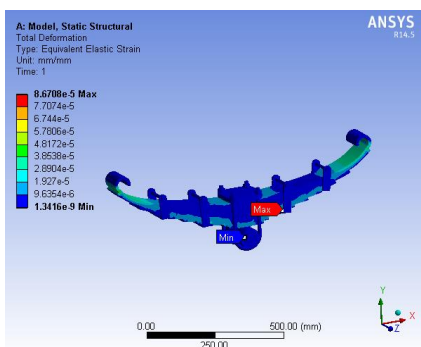 A: Model, Static Structural
Total Deformation
Type: Equivalent Elastic Strain
Unit: mm/mm
Time: 1
ANSYS
R14.5
8.6708e-5 Max
7.7074e-5
6.744e-5
5.7806e-5
4.8172e-5
3.8538e-5
2.8904e-5
1.927e-5
9.6354e-6
1.3416e-9 Min
Max
Min
Y
X
Z
0.00
500.00 (mm)
250.00